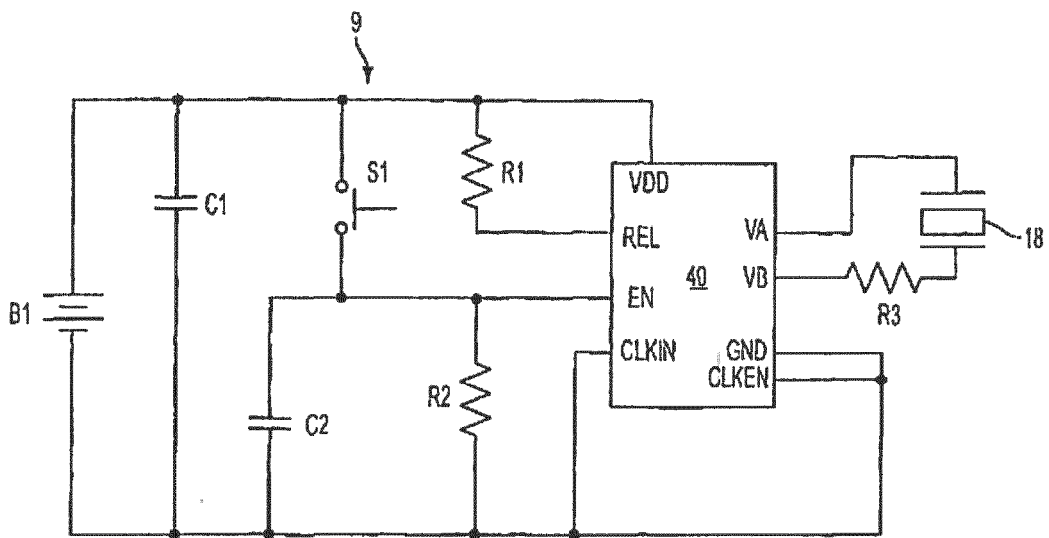 9
S1
R1
C1
VDD
REL
VA
18
40
EN
VB
B1
R3
CLKIN
GND
CLKEN
R2
C2